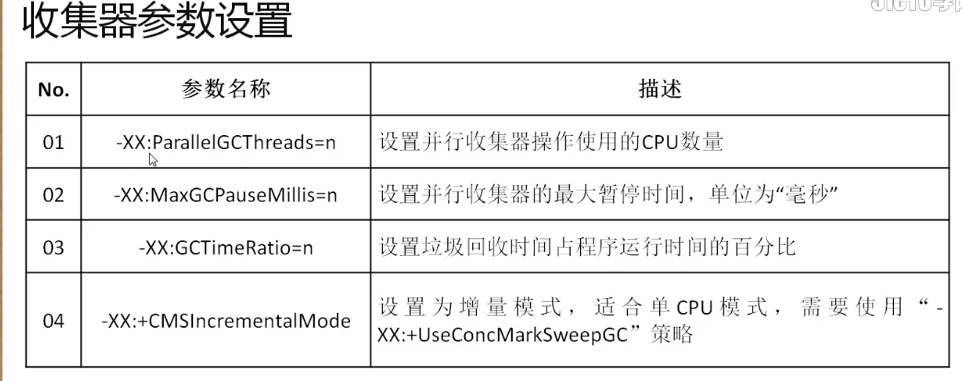 收集器参数设置
No. 参数名称 描述
01 -XX:ParallelGCThreads=n 设置并行收集器操作使用的CPU数量
02 -XX:MaxGCPauseMillis=n 设置并行收集器的最大暂停时间，单位为“毫秒”
03 -XX:GCTimeRatio=n 设置垃圾回收时间占程序运行时间的百分比
04 -XX:+CMSIncrementalMode 设置为增量模式，适合单CPU模式，需要使用“-
XX:+UseConcMarkSweepGC”策略